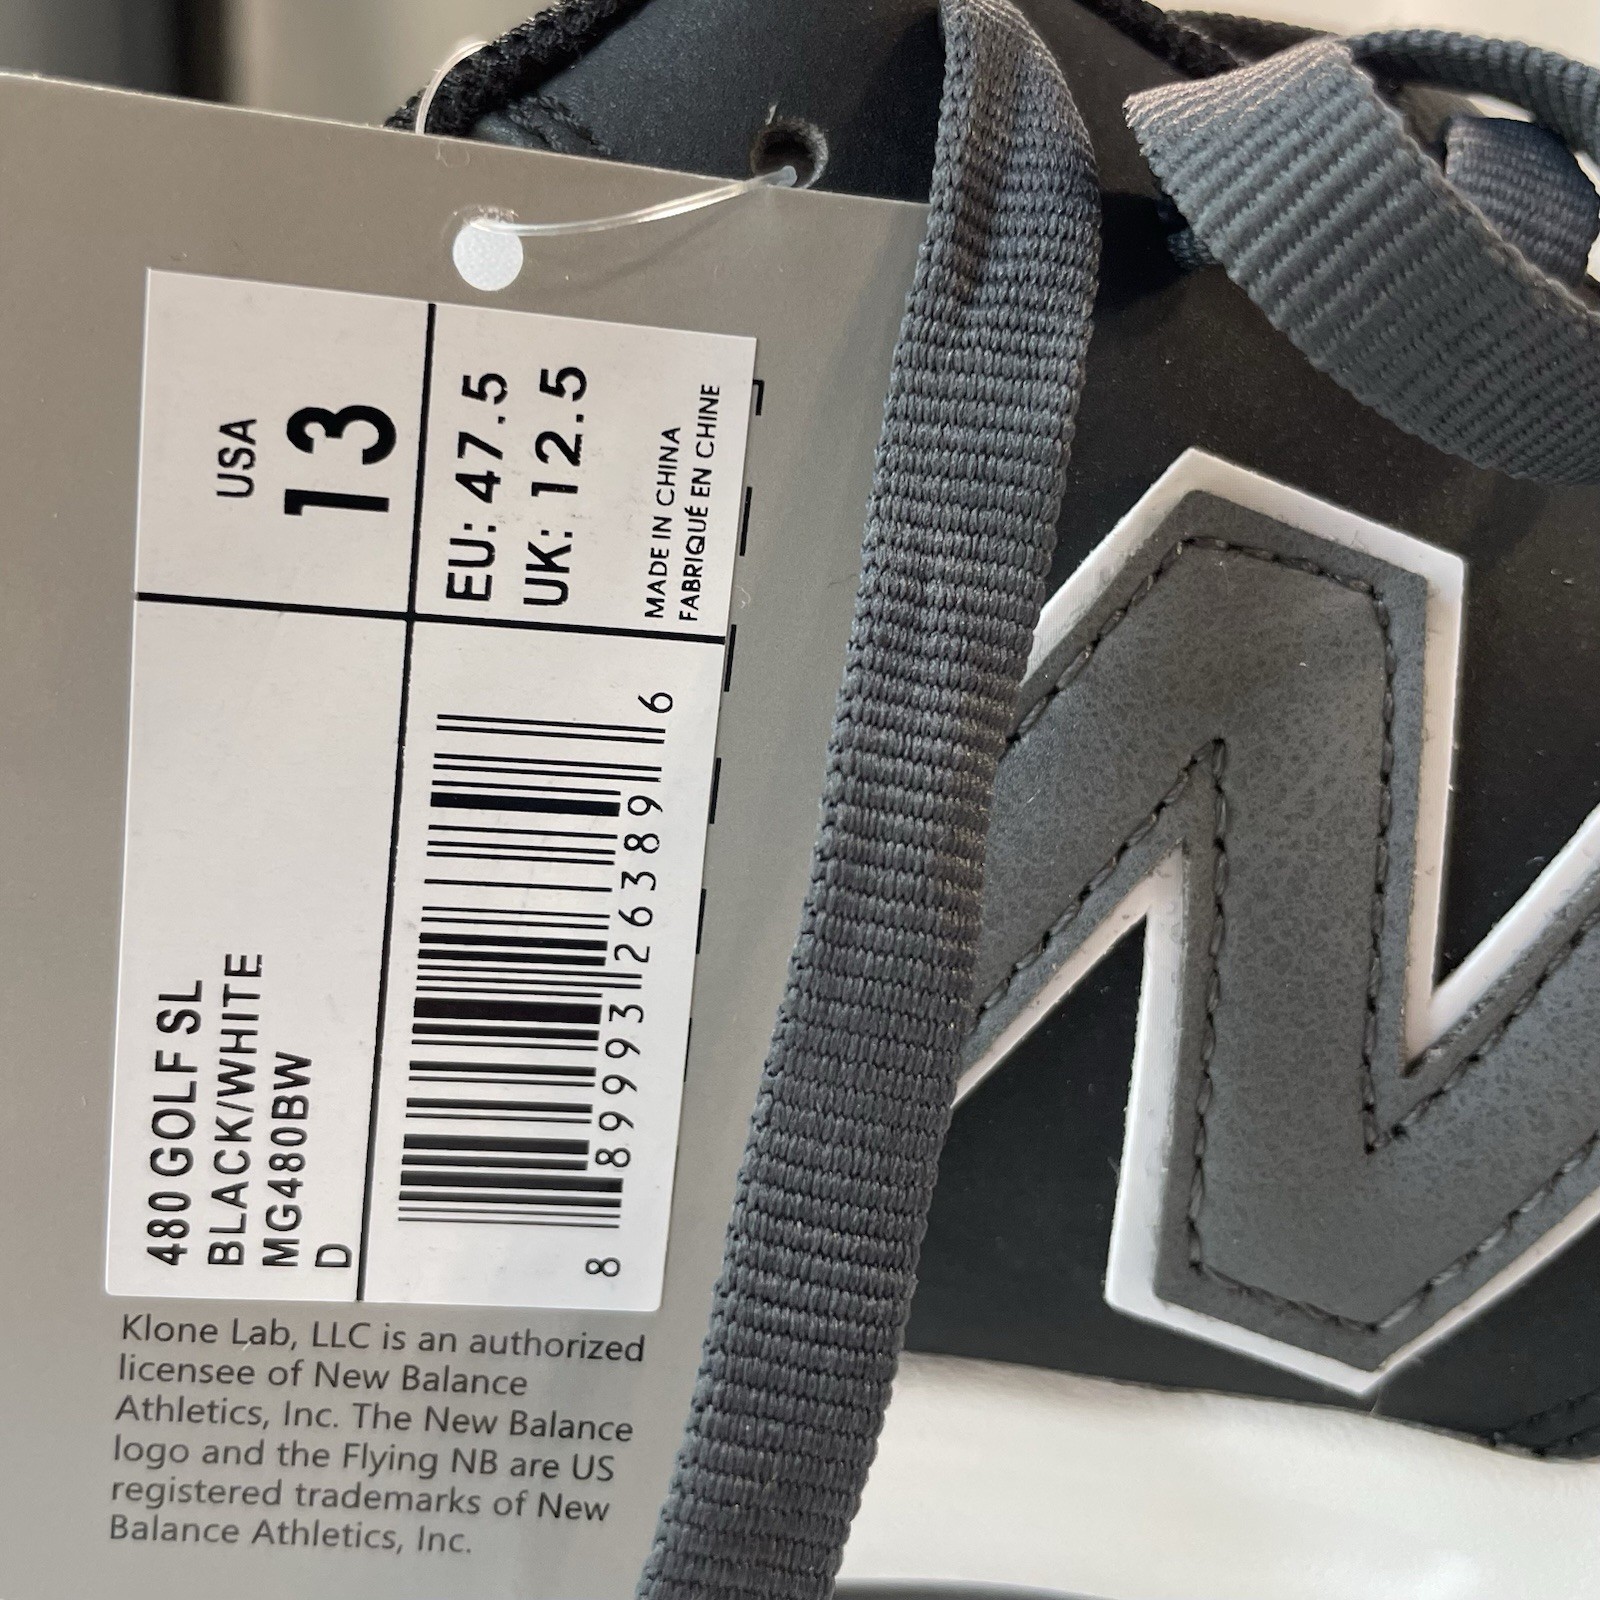 USA
13
EU: 47.5
UK: 12.5
MADE IN CHINA
FABRIQUÉ EN CHINE
480 GOLF SL
BLACK/WHITE
MG480BW
D
8 89993 26389 6
Klone Lab, LLC is an authorized
licensee of New Balance
Athletics, Inc. The New Balance
logo and the Flying NB are US
registered trademarks of New
Balance Athletics, Inc.
N